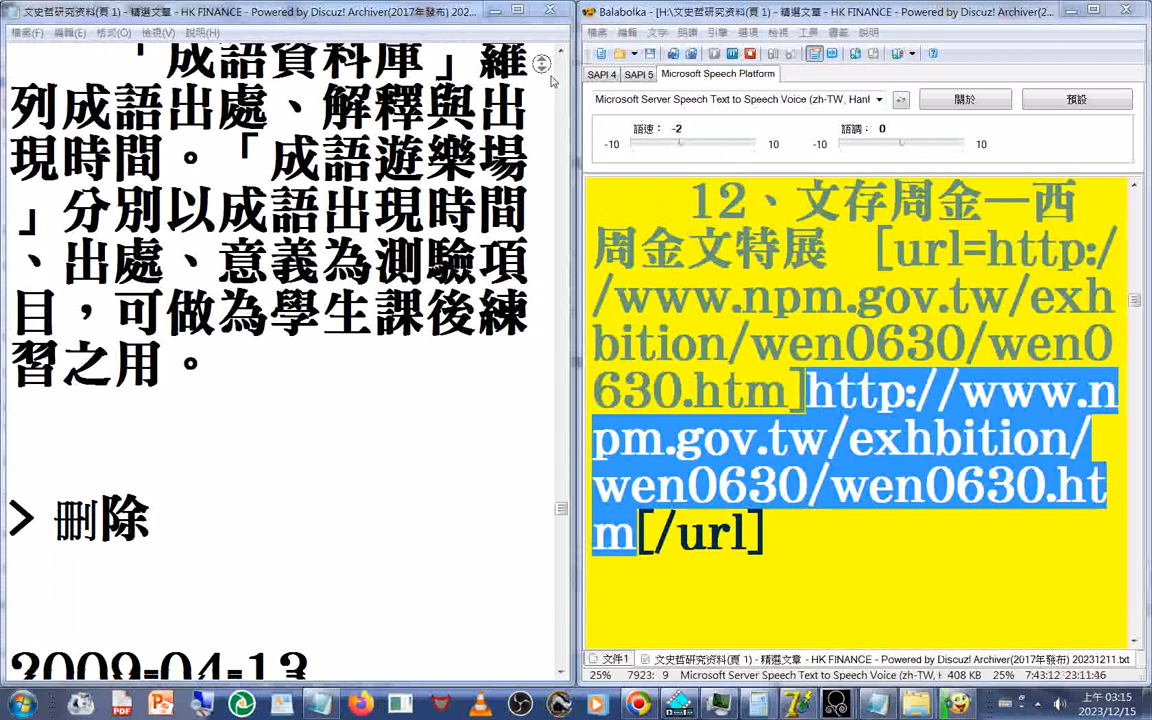 文史哲研究资料(頁 1) - 精選文章 - HK FINANCE - Powered by Discuz! Archiver(2017年發布) 202...
檔案(F) 編輯(E) 格式(O) 檢視(V) 說明(H)
「成語資料庫」羅
列成語出處、解釋與出
現時間。「成語遊樂場
」分別以成語出現時間
、出處、意義為測驗項
目，可做為學生課後練
習之用。
> 刪除
2009-04-13
Balabolka - [H:\文史哲研究资料(頁 1) - 精選文章 - HK FINANCE - Powered by Discuz! Archiver(2...
檔案 編輯 文字 朗讀 引擎 選項 檢視 工具 書籤 說明
SAPI 4 SAPI 5 Microsoft Speech Platform
Microsoft Server Speech Text to Speech Voice (zh-TW, Hanl 關於 預設
語速： -2 語調： 0
-10 10 -10 10
12、文存周金—西
周金文特展 [url=http:/
/www.npm.gov.tw/exh
bition/wen0630/wen0
630.htm]http://www.n
pm.gov.tw/exhbition/
wen0630/wen0630.ht
m[/url]
文件1 文史哲研究资料(頁 1) - 精選文章 - HK FINANCE - Powered by Discuz! Archiver(2017年發布) 20231211.txt
25% 7923: 9 Microsoft Server Speech Text to Speech Voice (zh-TW, H 408 KB 25% 7:43:12 23:11:46
上午 03:15
2023/12/15